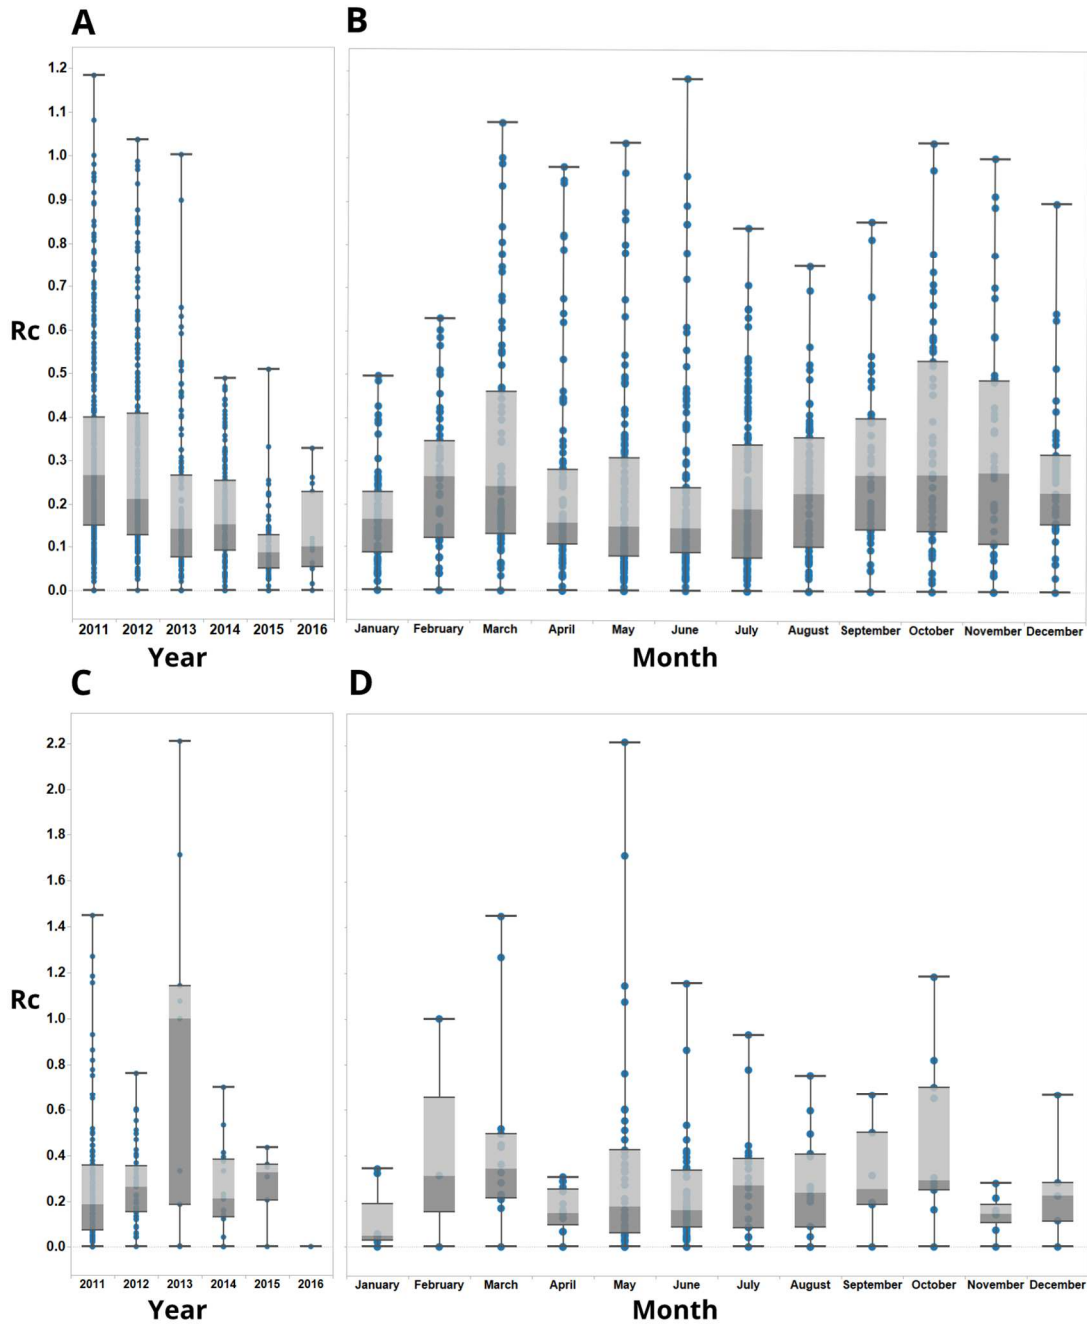 A
B
1.2
1.1
1.0
0.9
0.8
0.7
0.6
0.5
0.4
0.3
0.2
0.1
0.0
Rc
2011 2012 2013 2014 2015 2016
Year
January February March April May June July August September October November December
Month
C
D
2.2
2.0
1.8
1.6
1.4
1.2
1.0
0.8
0.6
0.4
0.2
0.0
Rc
2011 2012 2013 2014 2015 2016
Year
January February March April May June July August September October November December
Month